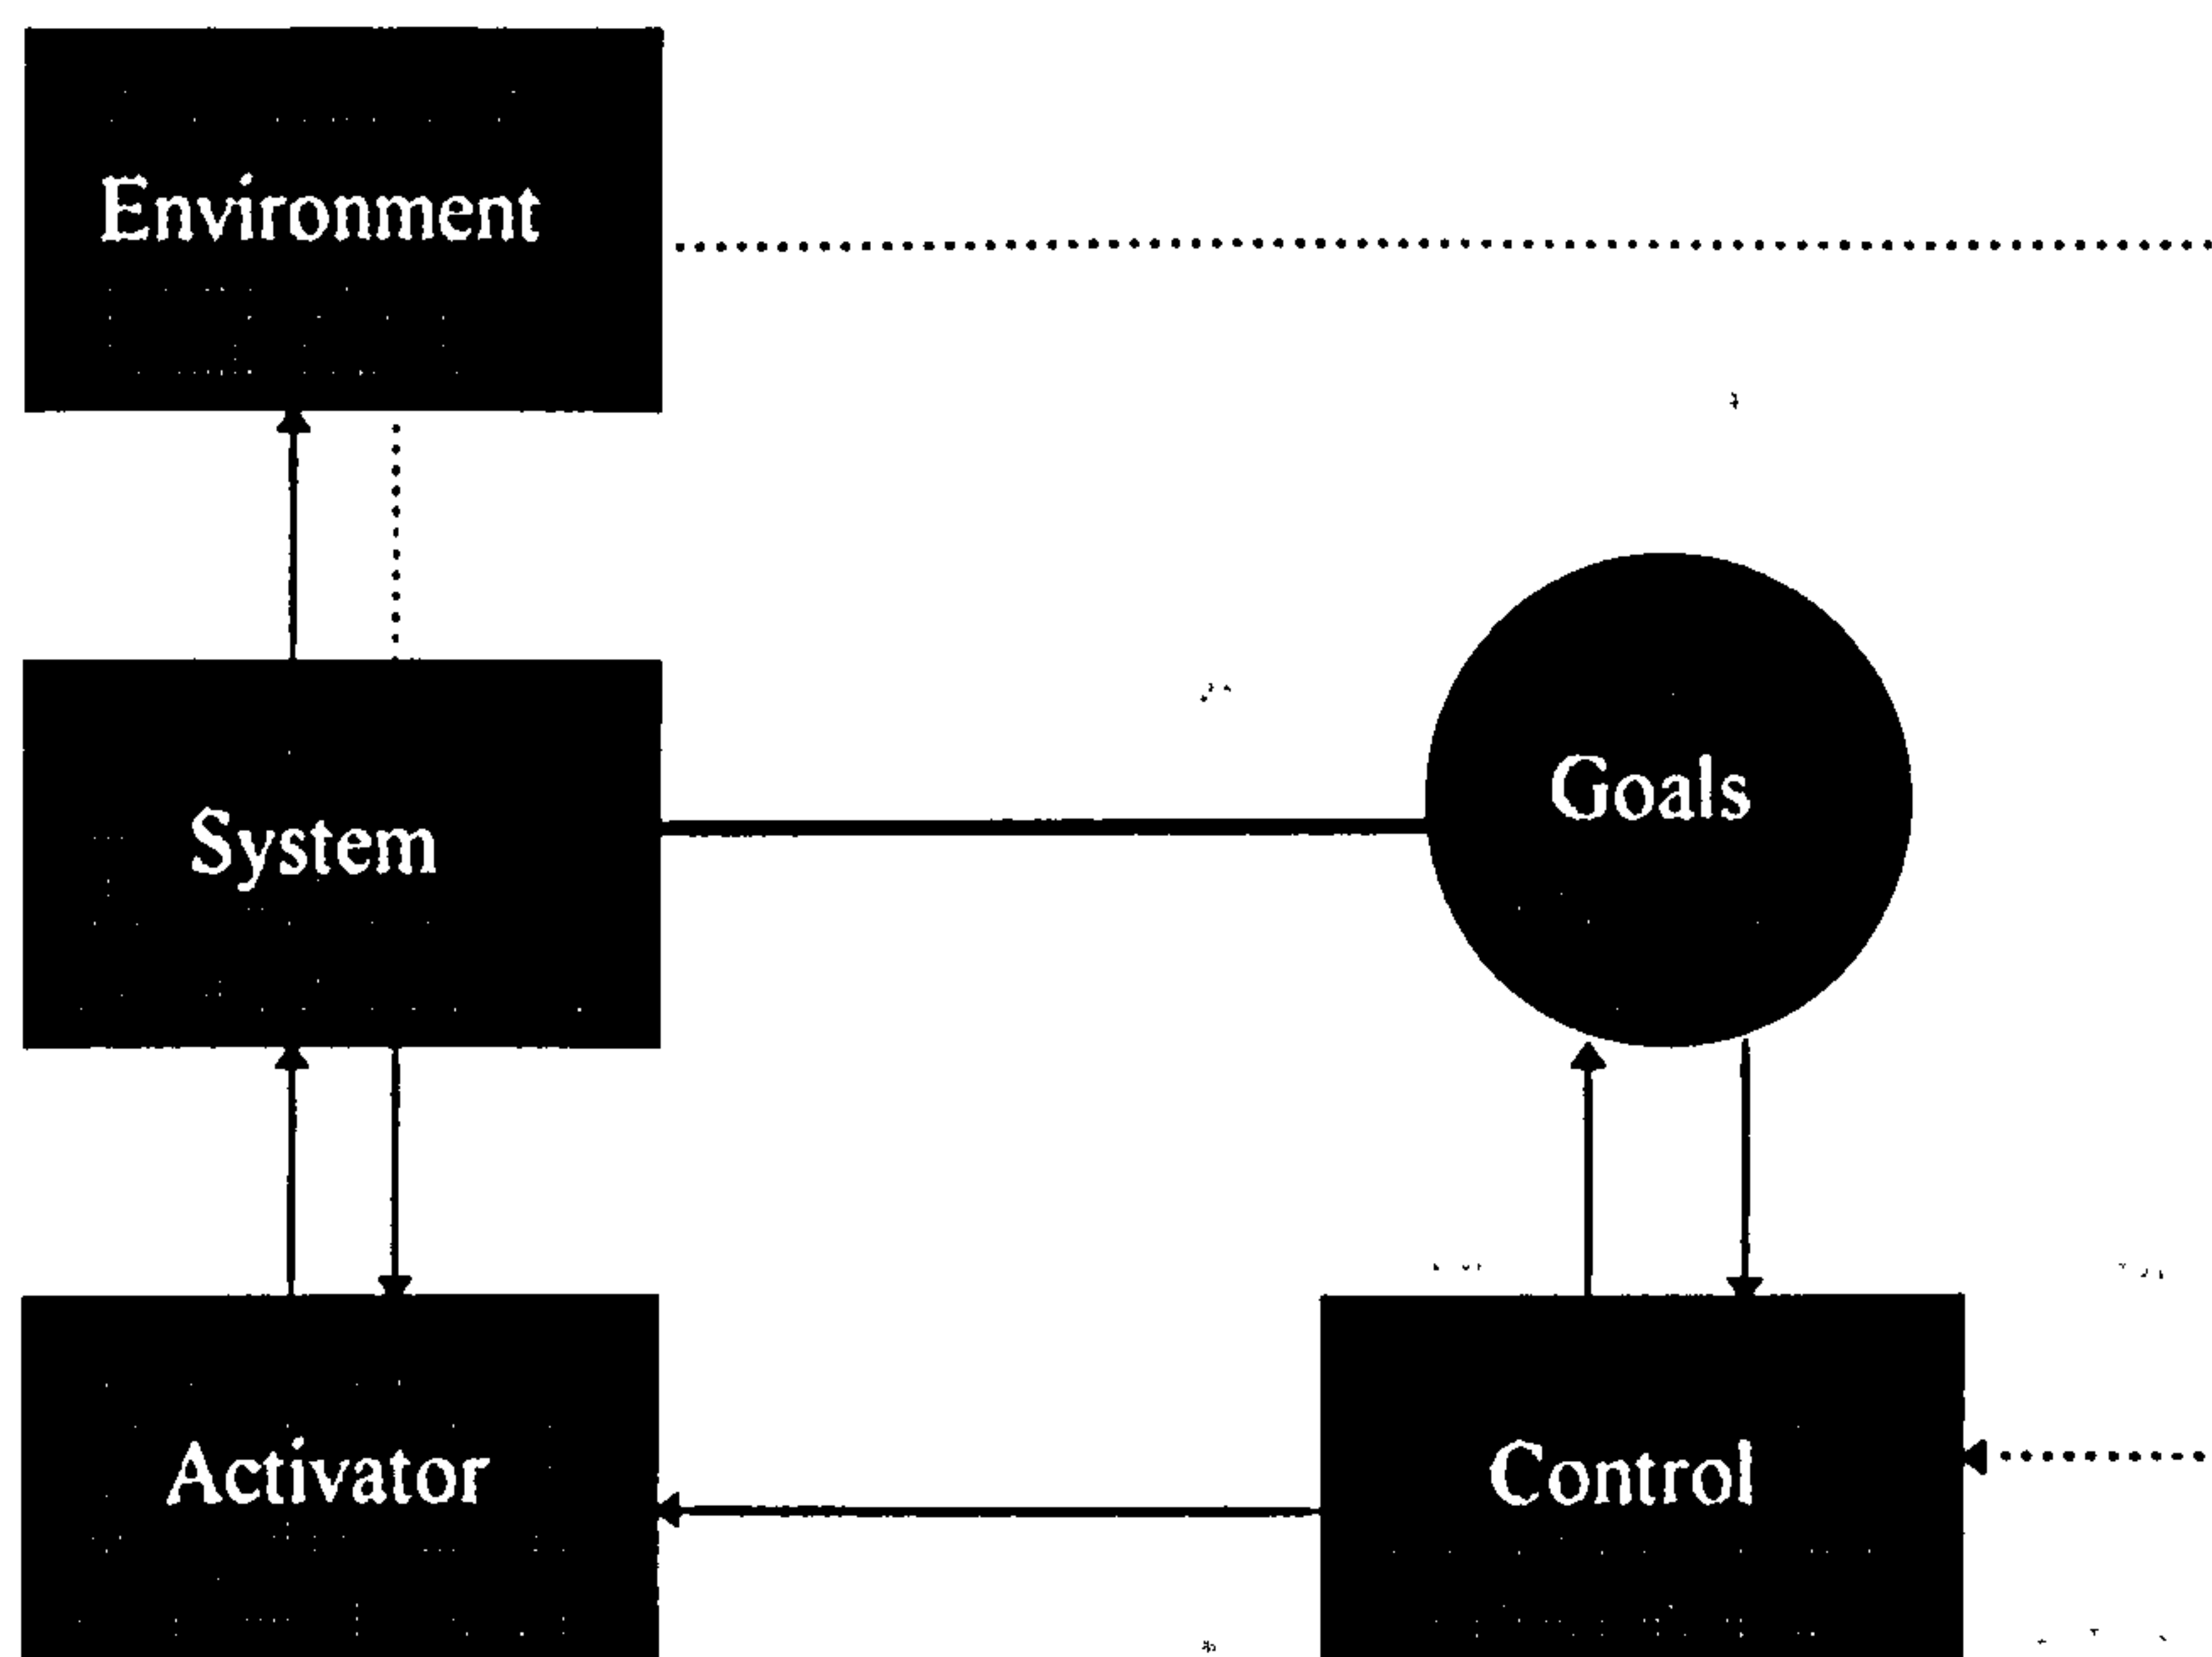 Environment
System
Goals
Activator
Control